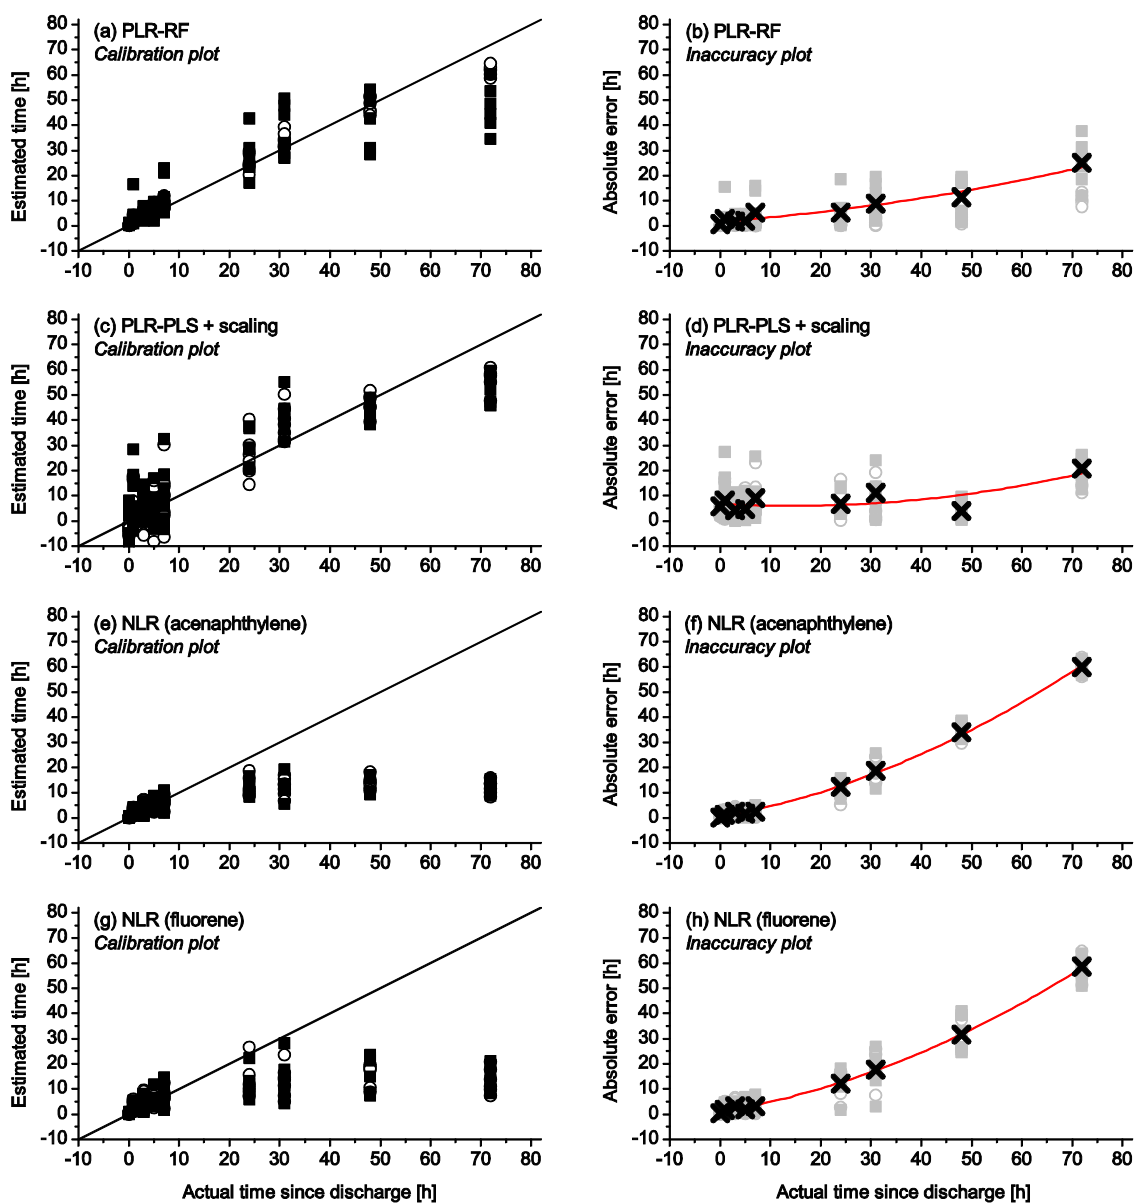 (a) PLR-RF
Calibration plot
Estimated time [h]
80
70
60
50
40
30
20
10
0
-10
-10 0 10 20 30 40 50 60 70 80
(b) PLR-RF
Inaccuracy plot
Absolute error [h]
80
70
60
50
40
30
20
10
0
-10
-10 0 10 20 30 40 50 60 70 80
(c) PLR-PLS + scaling
Calibration plot
Estimated time [h]
80
70
60
50
40
30
20
10
0
-10
-10 0 10 20 30 40 50 60 70 80
(d) PLR-PLS + scaling
Inaccuracy plot
Absolute error [h]
80
70
60
50
40
30
20
10
0
-10
-10 0 10 20 30 40 50 60 70 80
(e) NLR (acenaphthylene)
Calibration plot
Estimated time [h]
80
70
60
50
40
30
20
10
0
-10
-10 0 10 20 30 40 50 60 70 80
(f) NLR (acenaphthylene)
Inaccuracy plot
Absolute error [h]
80
70
60
50
40
30
20
10
0
-10
-10 0 10 20 30 40 50 60 70 80
(g) NLR (fluorene)
Calibration plot
Estimated time [h]
80
70
60
50
40
30
20
10
0
-10
-10 0 10 20 30 40 50 60 70 80
Actual time since discharge [h]
(h) NLR (fluorene)
Inaccuracy plot
Absolute error [h]
80
70
60
50
40
30
20
10
0
-10
-10 0 10 20 30 40 50 60 70 80
Actual time since discharge [h]